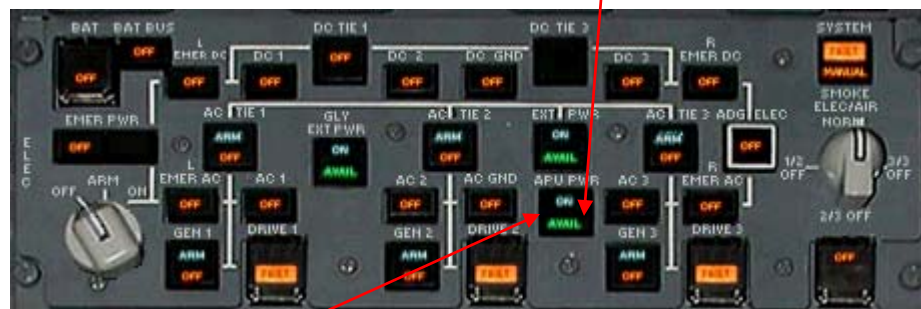 BAT BAT BUS DC TIE 1 DC TIE 3 SYSTEM
OFF L EMER DC DC 1 OFF DC 2 DC GND DC 3 R EMER DC
OFF OFF OFF OFF OFF OFF OFF MANUAL
EMER PWR AC TIE 1 GLY EXT PWR AC TIE 2 EXT PWR AC TIE 3 ADG ELEC SMOKE ELEC/AIR
OFF ARM OFF ON AVAIL ARM OFF ON AVAIL ARM OFF OFF NORM
ELEC
1/2 OFF 3/3 OFF
OFF ARM ON L EMER AC AC 1 AC 2 AC GND APU PWR AC 3 R EMER AC
OFF OFF OFF OFF ON AVAIL OFF OFF 2/3 OFF
GEN 1 DRIVE 1 GEN 2 DRIVE 2 GEN 3 DRIVE 3
ARM OFF ARM OFF ARM OFF OFF